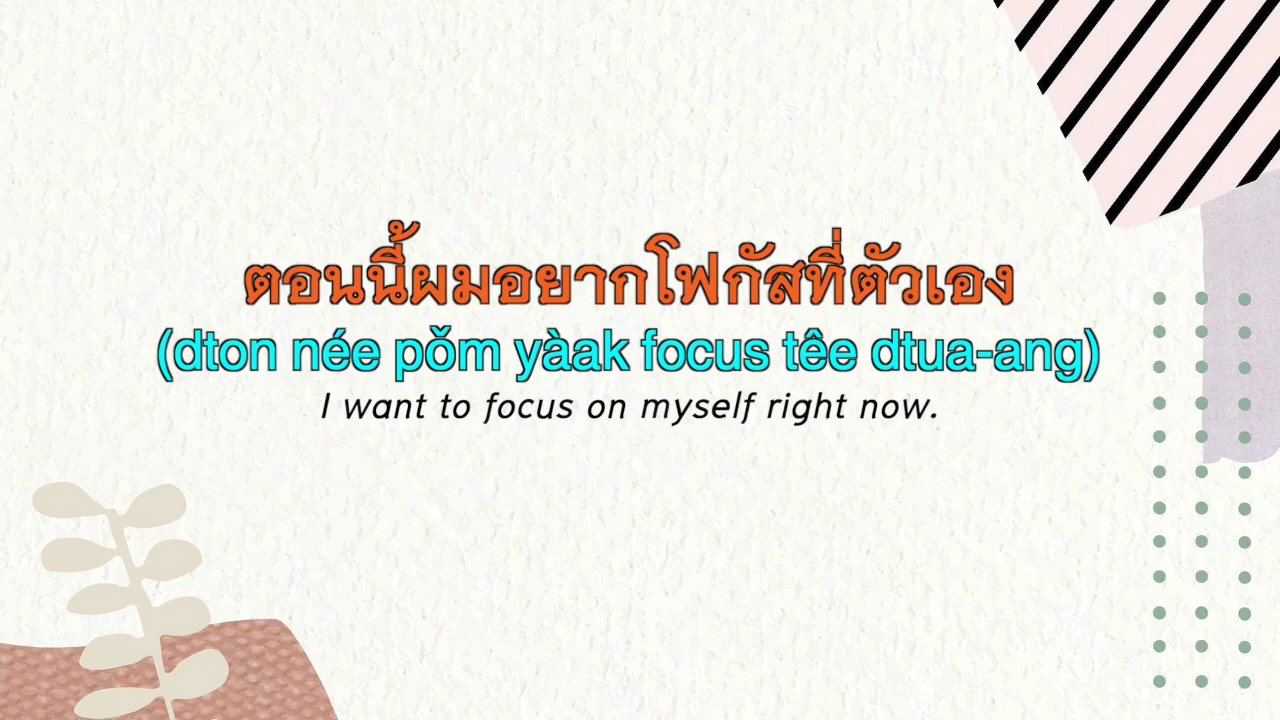 ตอนนี้ผมอยากโฟกัสที่ตัวเอง
(dton née pǒm yàak focus têe dtua-ang)
I want to focus on myself right now.